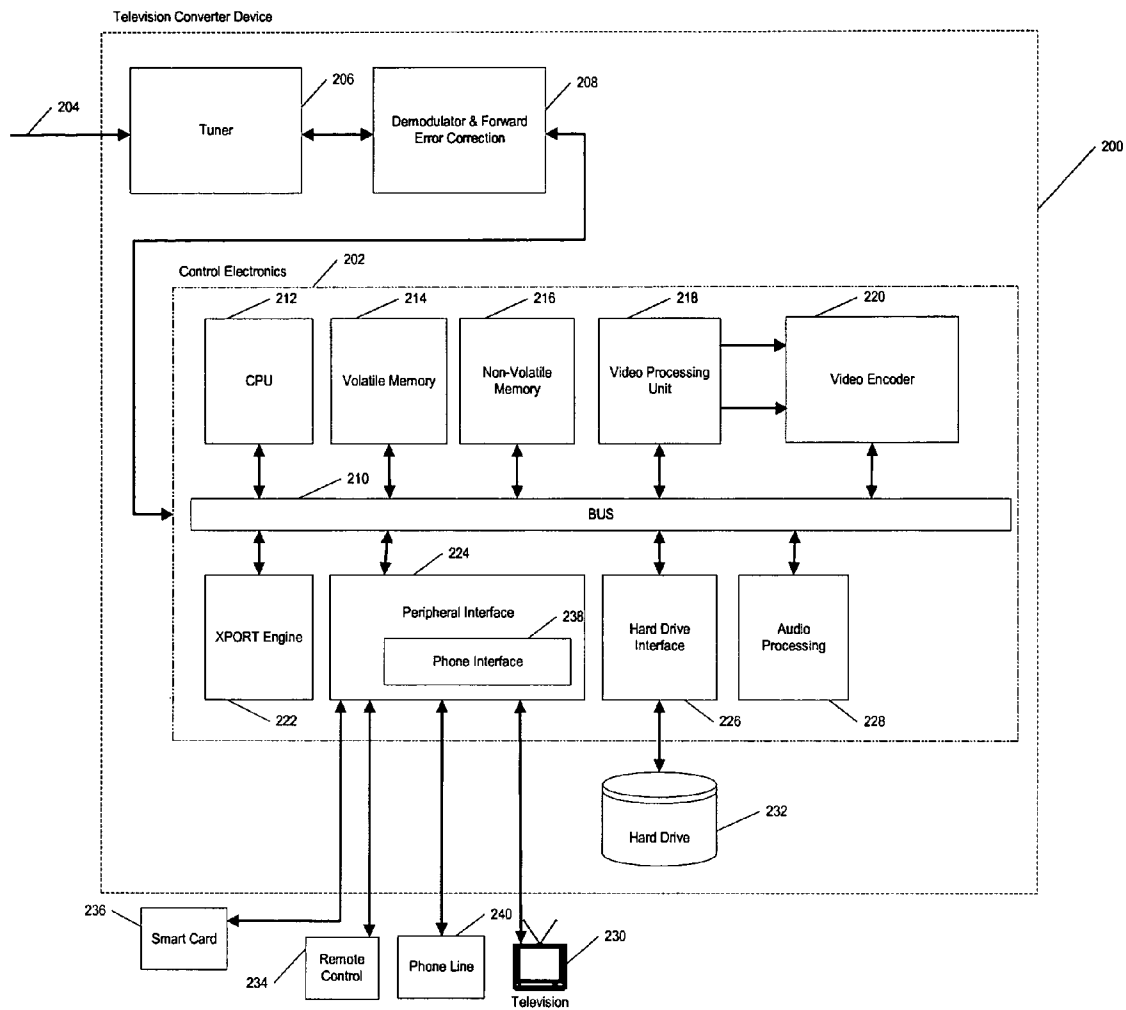 Television Converter Device
206
208
204
Tuner
Demodulator & Forward
Error Correction
200
202
Control Electronics
212
214
216
218
220
CPU
Volatile Memory
Non-Volatile
Memory
Video Processing
Unit
Video Encoder
210
BUS
224
Peripheral Interface
238
XPORT Engine
Phone Interface
Hard Drive
Interface
Audio
Processing
222
226
228
232
Hard Drive
236
Smart Card
240
230
234
Remote
Control
Phone Line
Television